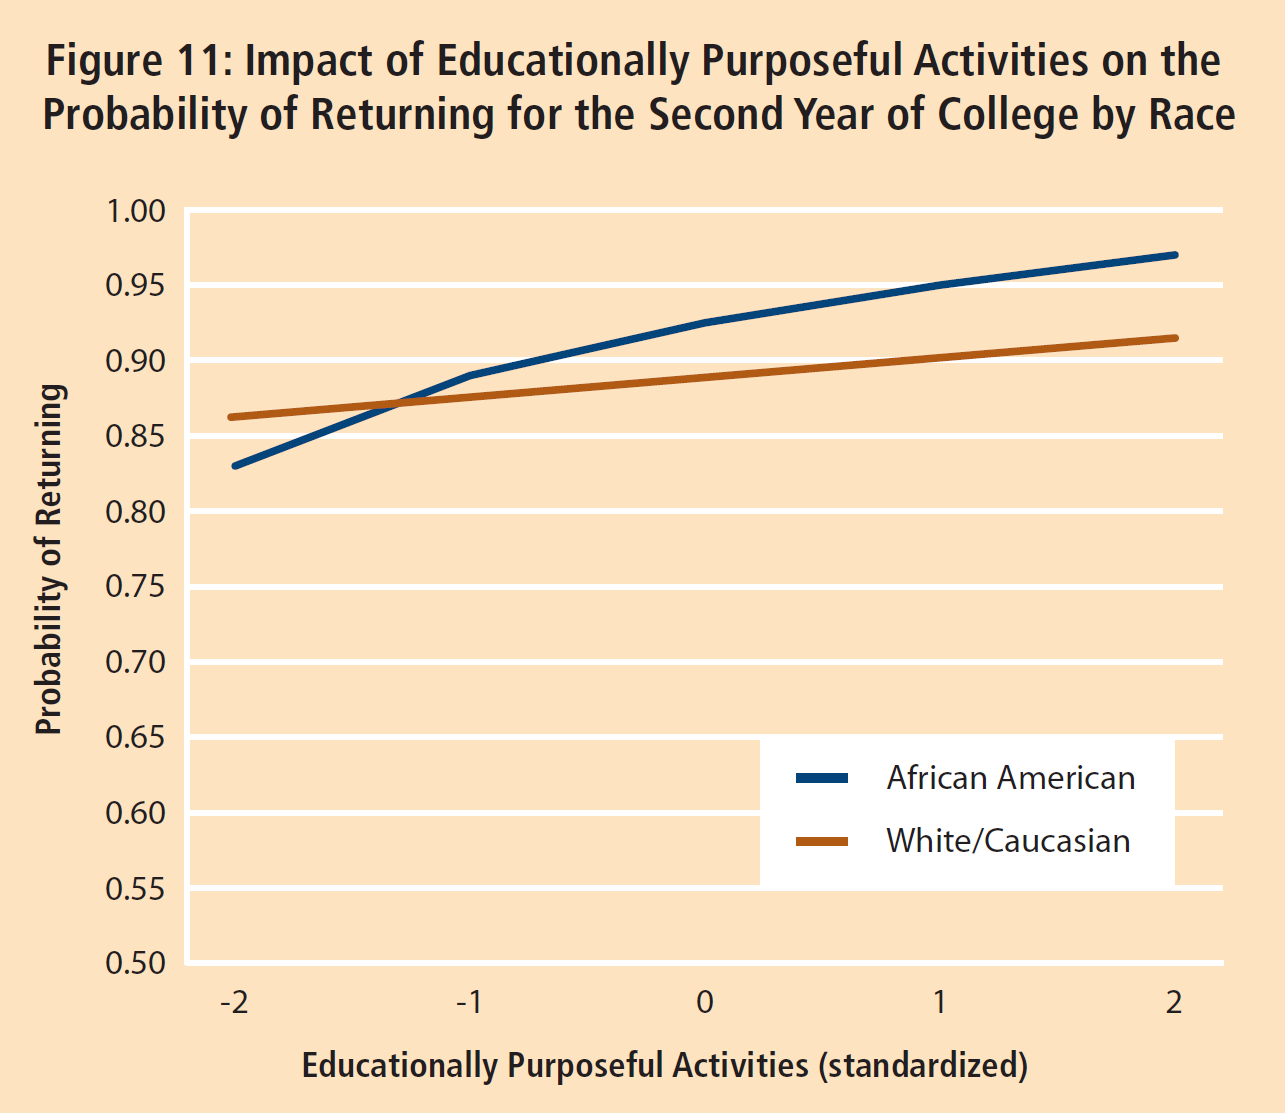 Figure 11: Impact of Educationally Purposeful Activities on the
Probability of Returning for the Second Year of College by Race
1.00
0.95
0.90
0.85
0.80
0.75
0.70
0.65
0.60
0.55
0.50
Probability of Returning
African American
White/Caucasian
-2 -1 0 1 2
Educationally Purposeful Activities (standardized)